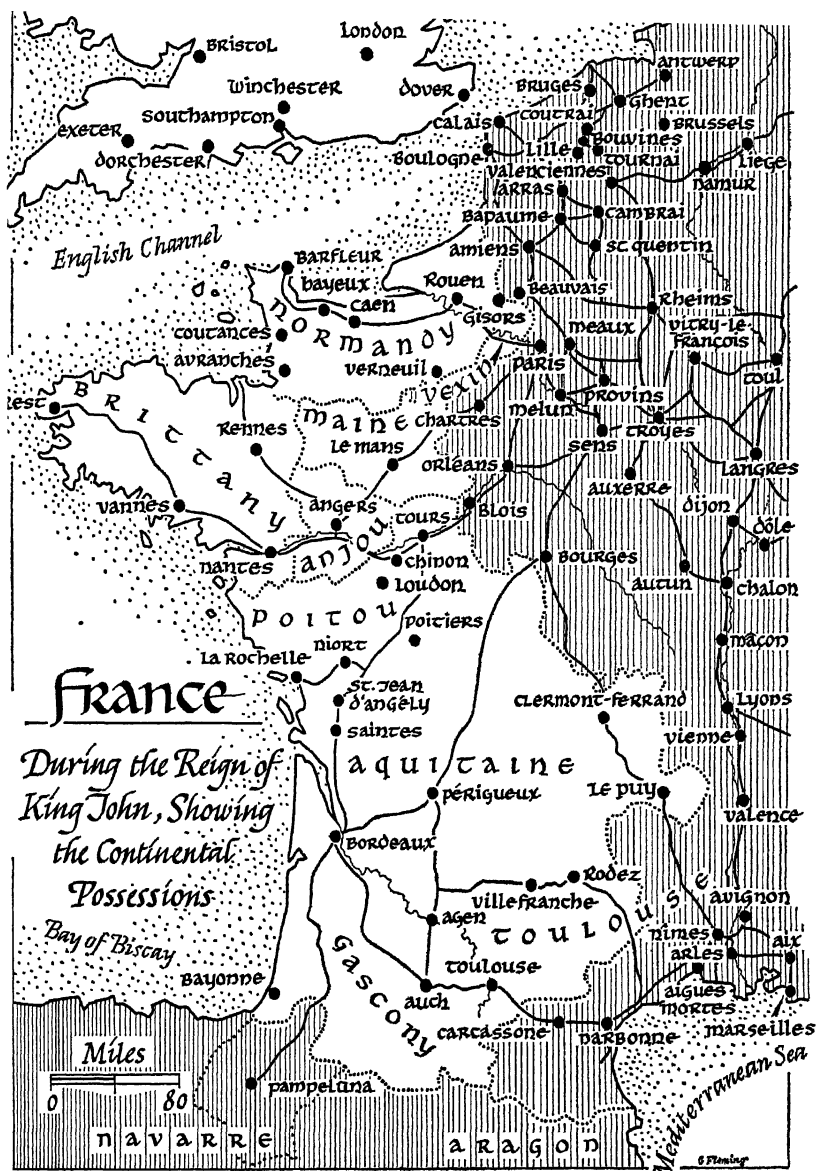 London
Bristol
Winchester
Dover
Southampton
Exeter
Dorchester
English Channel
Antwerp
Bruges
Ghent
Calais
Coutrai
Brussels
Bouvines
Boulogne
Lille
Tournai
Liege
Valenciennes
Namur
Arras
Bapaume
Cambrai
Amiens
St. Quentin
Barfleur
Bayeux
Rouen
Beauvais
Caen
Gisors
Rheims
Normandy
Coutances
Meaux
Vitry-le-
François
Avranches
Verneuil
Paris
Toul
Vexin
Provins
Brittany
Maine
Chartres
Melun
Rennes
Troyes
Le Mans
Sens
Orléans
Langres
Auxerre
Vannes
Angers
Tours
Blois
Dijon
Dôle
Anjou
Nantes
Chinon
Bourges
Autun
Chalon
Loudon
Poitou
Poitiers
Mâcon
Niort
La Rochelle
St. Jean
d'Angély
Clermont-Ferrand
Lyons
Saintes
Vienne
France
During the Reign of
King John, Showing
the Continental
Possessions
Aquitaine
Périgueux
Le Puy
Valence
Bordeaux
Rodez
Villefranche
Avignon
Toulouse
Agen
Nimes
Bay of Biscay
Gascony
Arles
Aix
Toulouse
Bayonne
Auch
Aigues
Mortes
Carcassone
Narbonne
Marseilles
Miles
0 80
Pampeluna
Mediterranean Sea
Navarre
Aragon
G Fleming